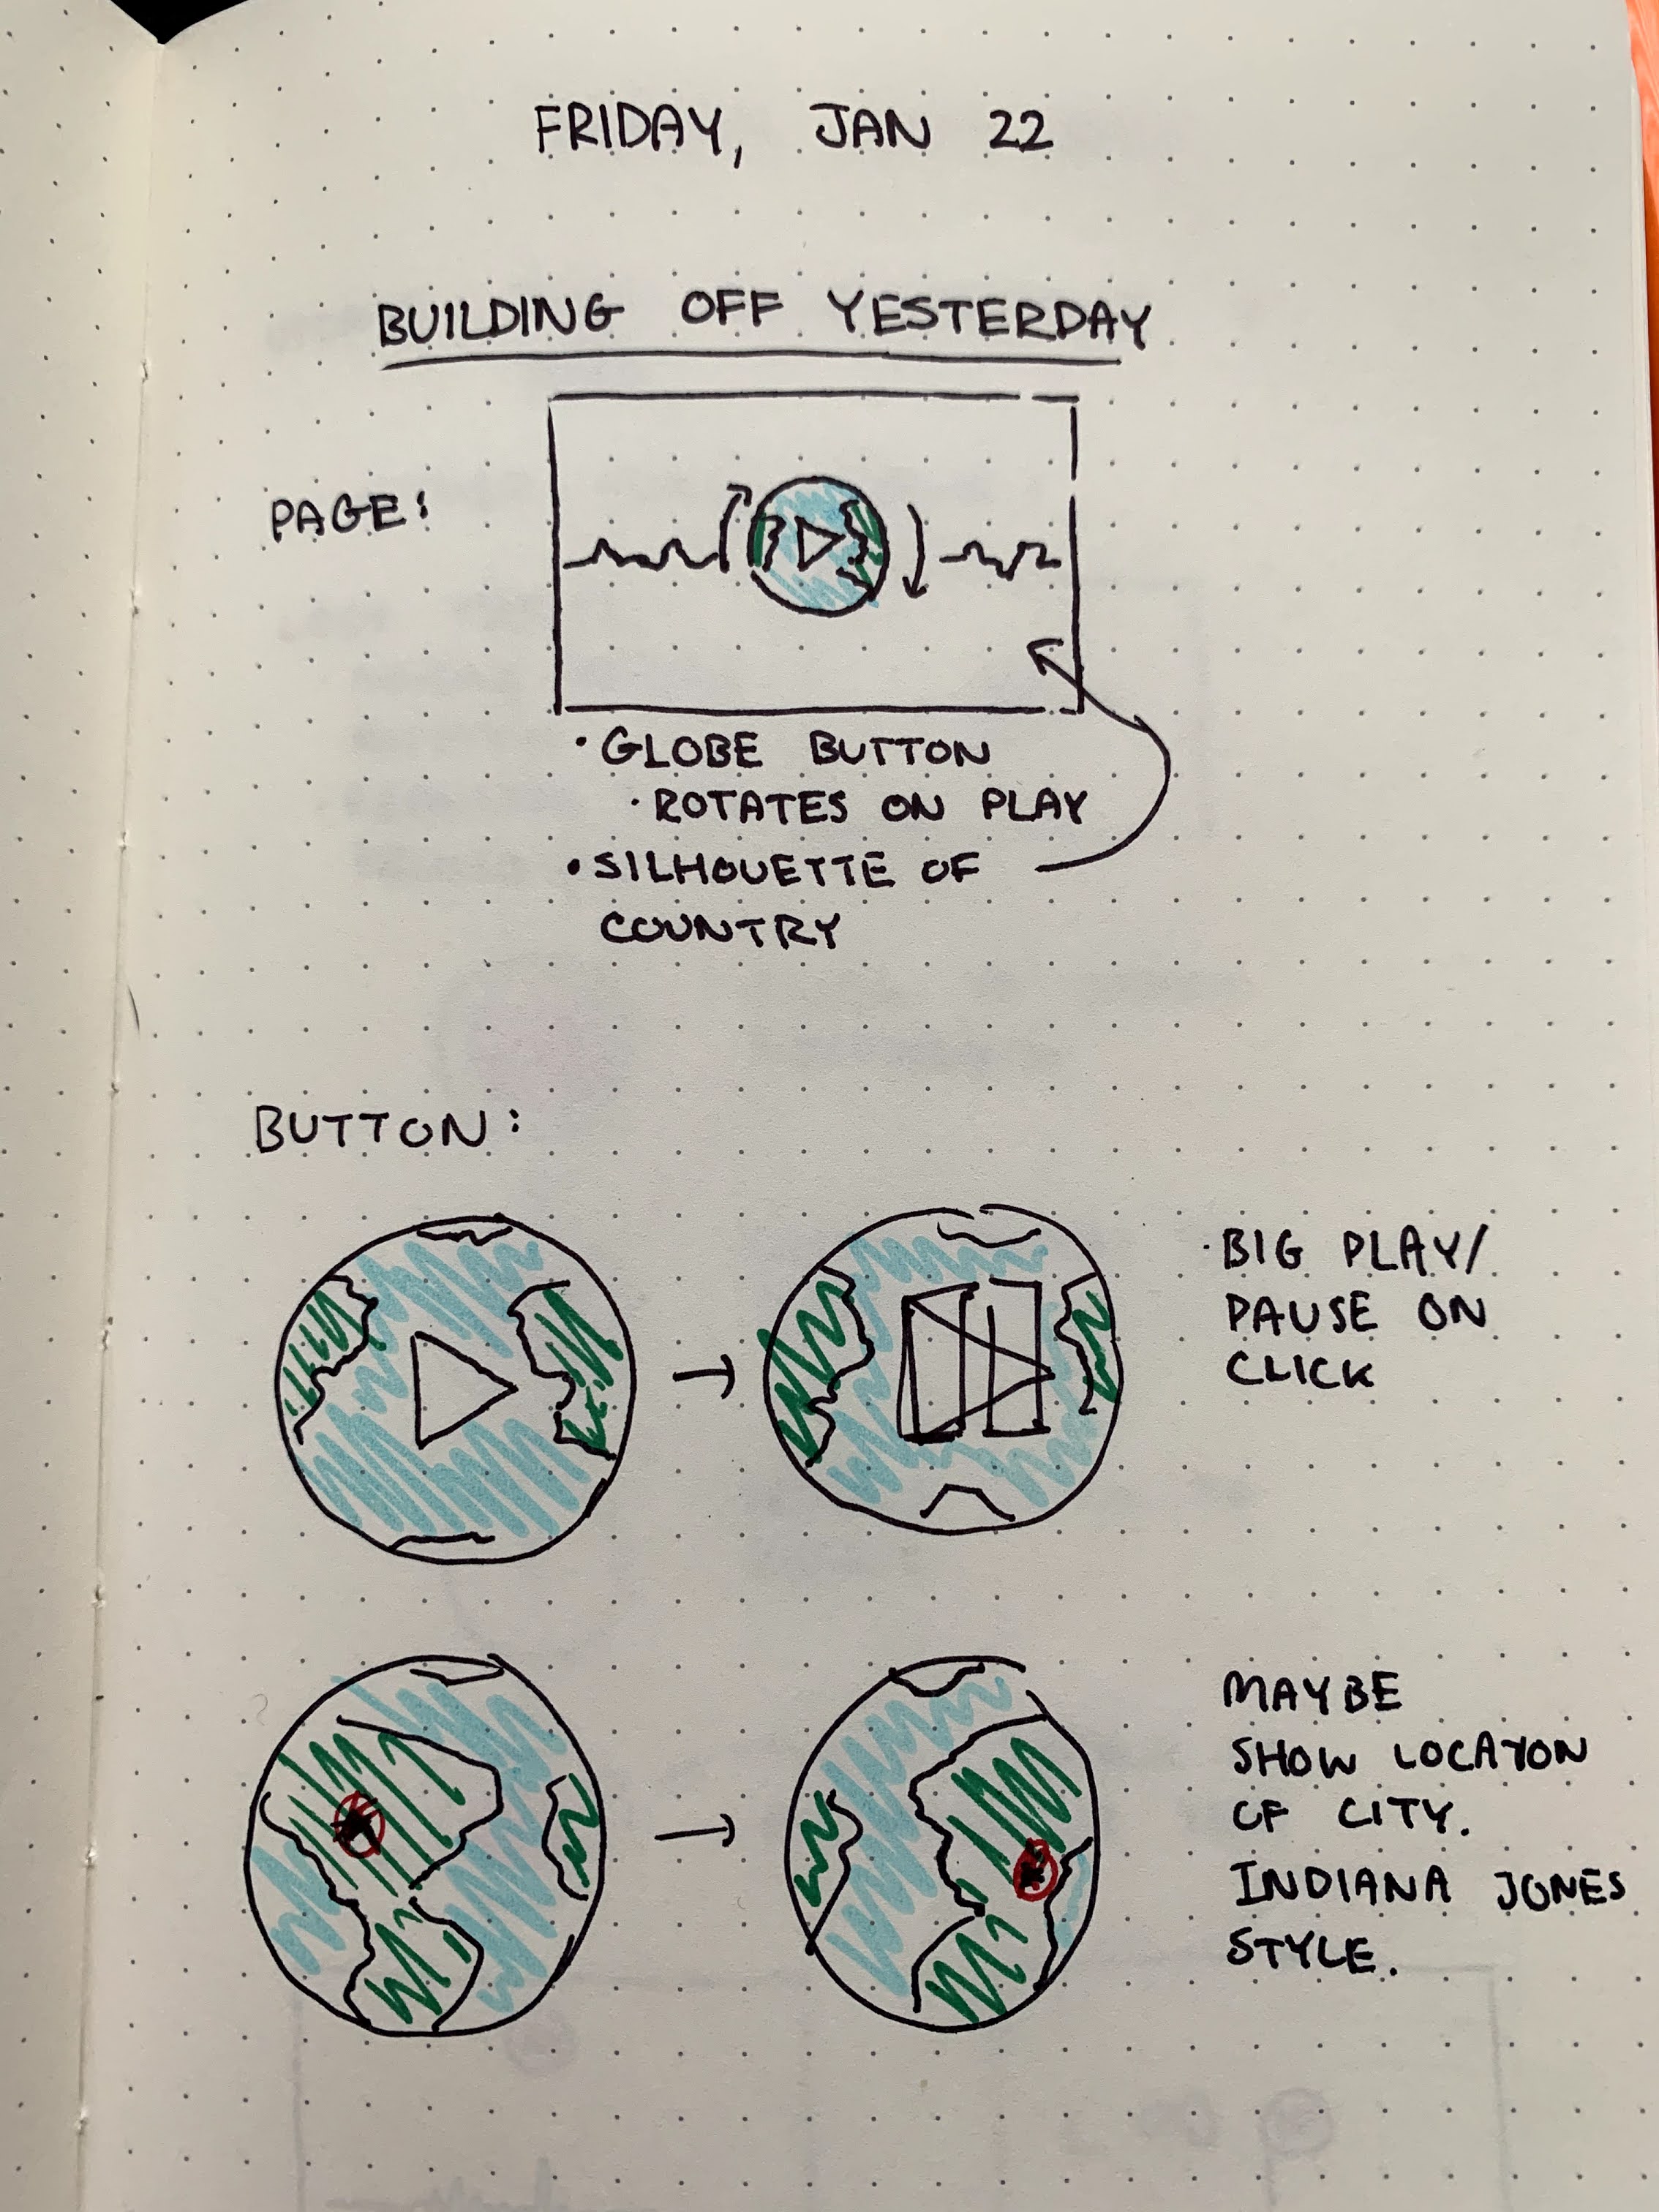 FRIDAY, JAN 22
BUILDING OFF YESTERDAY
PAGE:
• GLOBE BUTTON
• ROTATES ON PLAY
• SILHOUETTE OF
COUNTRY
BUTTON:
• BIG PLAY/
PAUSE ON
CLICK
MAYBE
SHOW LOCATION
OF CITY.
INDIANA JONES
STYLE.